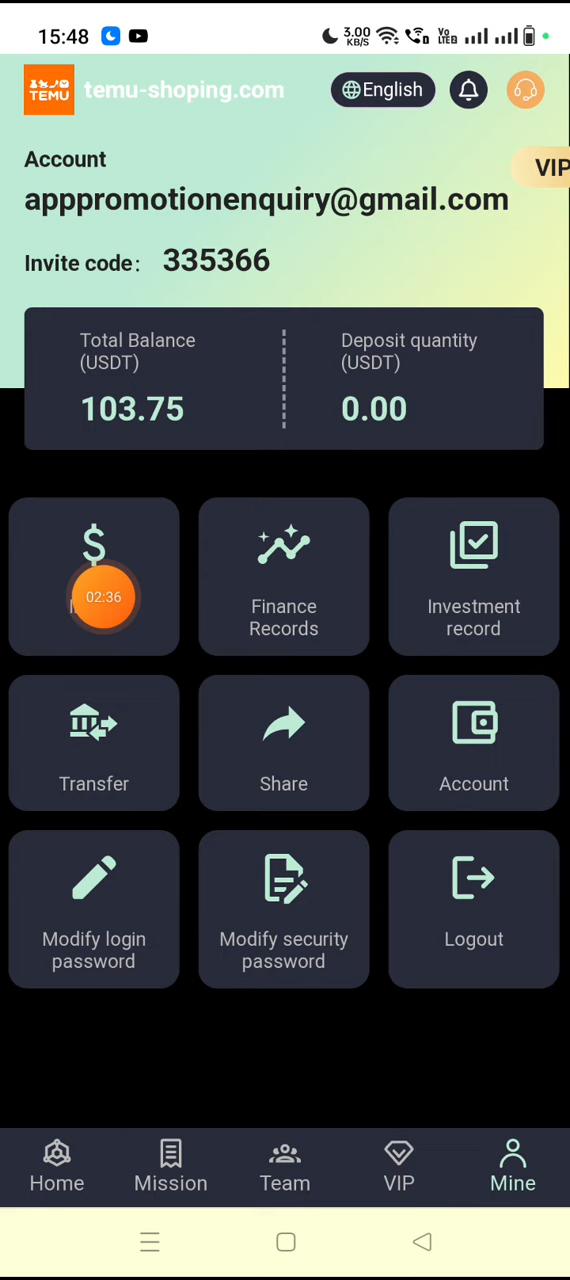 15:48
3.00
KB/S
Vo
LTE2
TEMU
temu-shoping.com
English
Account
VIP
apppromotionenquiry@gmail.com
Invite code:
335366
Total Balance
(USDT)
Deposit quantity
(USDT)
103.75
0.00
02:36
Finance
Records
Investment
record
Transfer
Share
Account
Modify login
password
Modify security
password
Logout
Home
Mission
Team
VIP
Mine